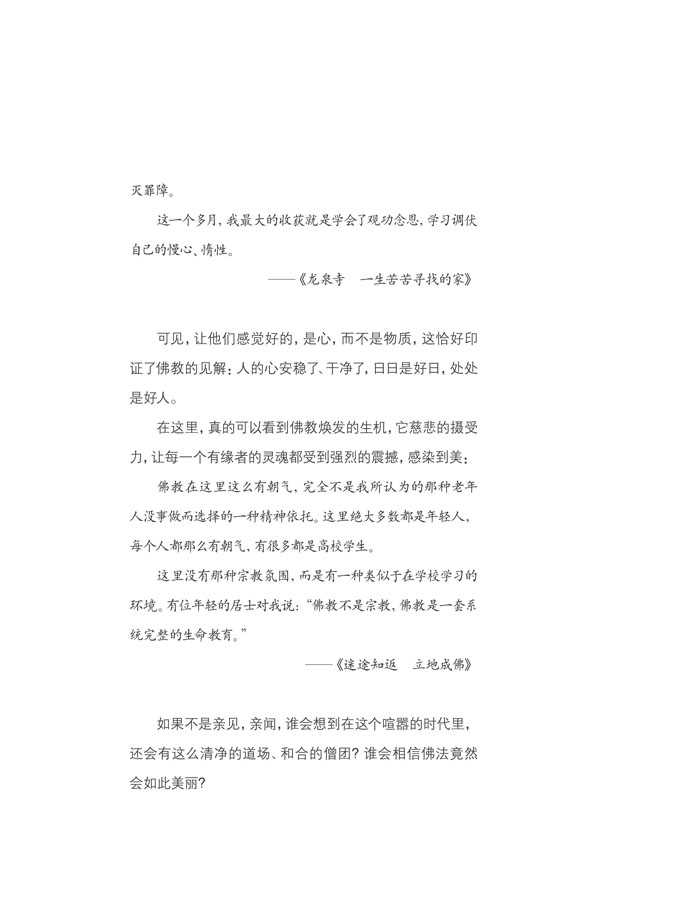 灭罪障。
这一个多月，我最大的收获就是学会了观功念恩，学习调伏
自己的慢心、惰性。
——《龙泉寺　一生苦苦寻找的家》
可见，让他们感觉好的，是心，而不是物质，这恰好印
证了佛教的见解：人的心安稳了、干净了，日日是好日，处处
是好人。
在这里，真的可以看到佛教焕发的生机，它慈悲的摄受
力，让每一个有缘者的灵魂都受到强烈的震撼，感染到美：
佛教在这里这么有朝气，完全不是我所认为的那种老年
人没事做而选择的一种精神依托。这里绝大多数都是年轻人，
每个人都那么有朝气，有很多都是高校学生。
这里没有那种宗教氛围，而是有一种类似于在学校学习的
环境。有位年轻的居士对我说：“佛教不是宗教，佛教是一套系
统完整的生命教育。”
——《迷途知返　立地成佛》
如果不是亲见，亲闻，谁会想到在这个喧嚣的时代里，
还会有这么清净的道场、和合的僧团？谁会相信佛法竟然
会如此美丽？